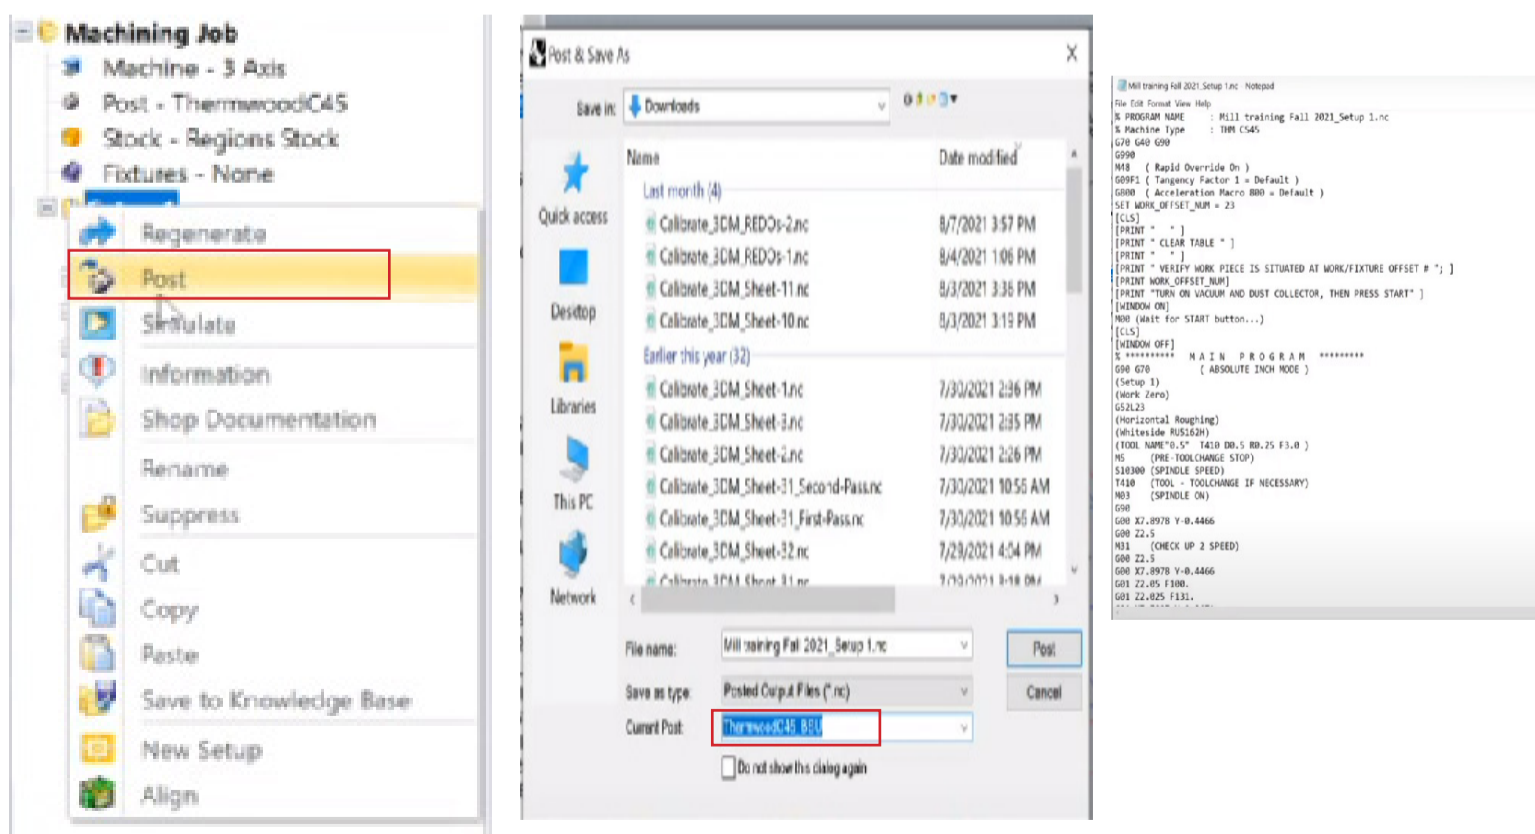 Machining Job
Machine - 3 Axis
Post - ThermwoodC45
Stock - Regions Stock
Fixtures - None
Regenerate
Post
Simulate
Information
Shop Documentation
Rename
Suppress
Cut
Copy
Paste
Save to Knowledge Base
New Setup
Align
Post & Save As
Save in:
Downloads
Quick access
Desktop
Libraries
This PC
Network
Name Date modified
Last month (4)
Calibrate_3DM_REDOs-2.nc 8/7/2021 3:57 PM
Calibrate_3DM_REDOs-1.nc 8/4/2021 1:06 PM
Calibrate_3DM_Sheet-11.nc 8/3/2021 3:36 PM
Calibrate_3DM_Sheet-10.nc 8/3/2021 3:19 PM
Earlier this year (32)
Calibrate_3DM_Sheet-1.nc 7/30/2021 2:36 PM
Calibrate_3DM_Sheet-3.nc 7/30/2021 2:35 PM
Calibrate_3DM_Sheet-2.nc 7/30/2021 2:26 PM
Calibrate_3DM_Sheet-31_Second-Pass.nc 7/30/2021 10:56 AM
Calibrate_3DM_Sheet-31_First-Pass.nc 7/30/2021 10:56 AM
Calibrate_3DM_Sheet-32.nc 7/29/2021 4:04 PM
File name: Mill training Fall 2021_Setup 1.nc
Save as type: Posted Output Files (*.nc)
Current Post: ThermwoodC45_BSU
Post
Cancel
Do not show this dialog again
Mill training Fall 2021_Setup 1.nc - Notepad
File Edit Format View Help
% PROGRAM NAME : Mill training Fall 2021_Setup 1.nc
% Machine Type : THM CS45
G70 G40 G90
G990
M48 ( Rapid Override On )
G09F1 ( Tangency Factor 1 = Default )
G800 ( Acceleration Macro 800 = Default )
SET WORK_OFFSET_NUM = 23
[CLS]
[PRINT " " ]
[PRINT " CLEAR TABLE " ]
[PRINT " " ]
[PRINT " VERIFY WORK PIECE IS SITUATED AT WORK/FIXTURE OFFSET # "; ]
[PRINT WORK_OFFSET_NUM]
[PRINT "TURN ON VACUUM AND DUST COLLECTOR, THEN PRESS START" ]
[WINDOW ON]
M00 (Wait for START button...)
[CLS]
[WINDOW OFF]
% ********** M A I N P R O G R A M *********
G90 G70 ( ABSOLUTE INCH MODE )
(Setup 1)
(Work Zero)
G52L23
(Horizontal Roughing)
(Whiteside RU5162H)
(TOOL NAME"0.5" T410 D0.5 R0.25 F3.0 )
M5 (PRE-TOOLCHANGE STOP)
S10300 (SPINDLE SPEED)
T410 (TOOL - TOOLCHANGE IF NECESSARY)
M03 (SPINDLE ON)
G90
G00 X7.8978 Y-0.4466
G00 Z2.5
M31 (CHECK UP 2 SPEED)
G00 Z2.5
G00 X7.8978 Y-0.4466
G01 Z2.05 F100.
G01 Z2.025 F131.